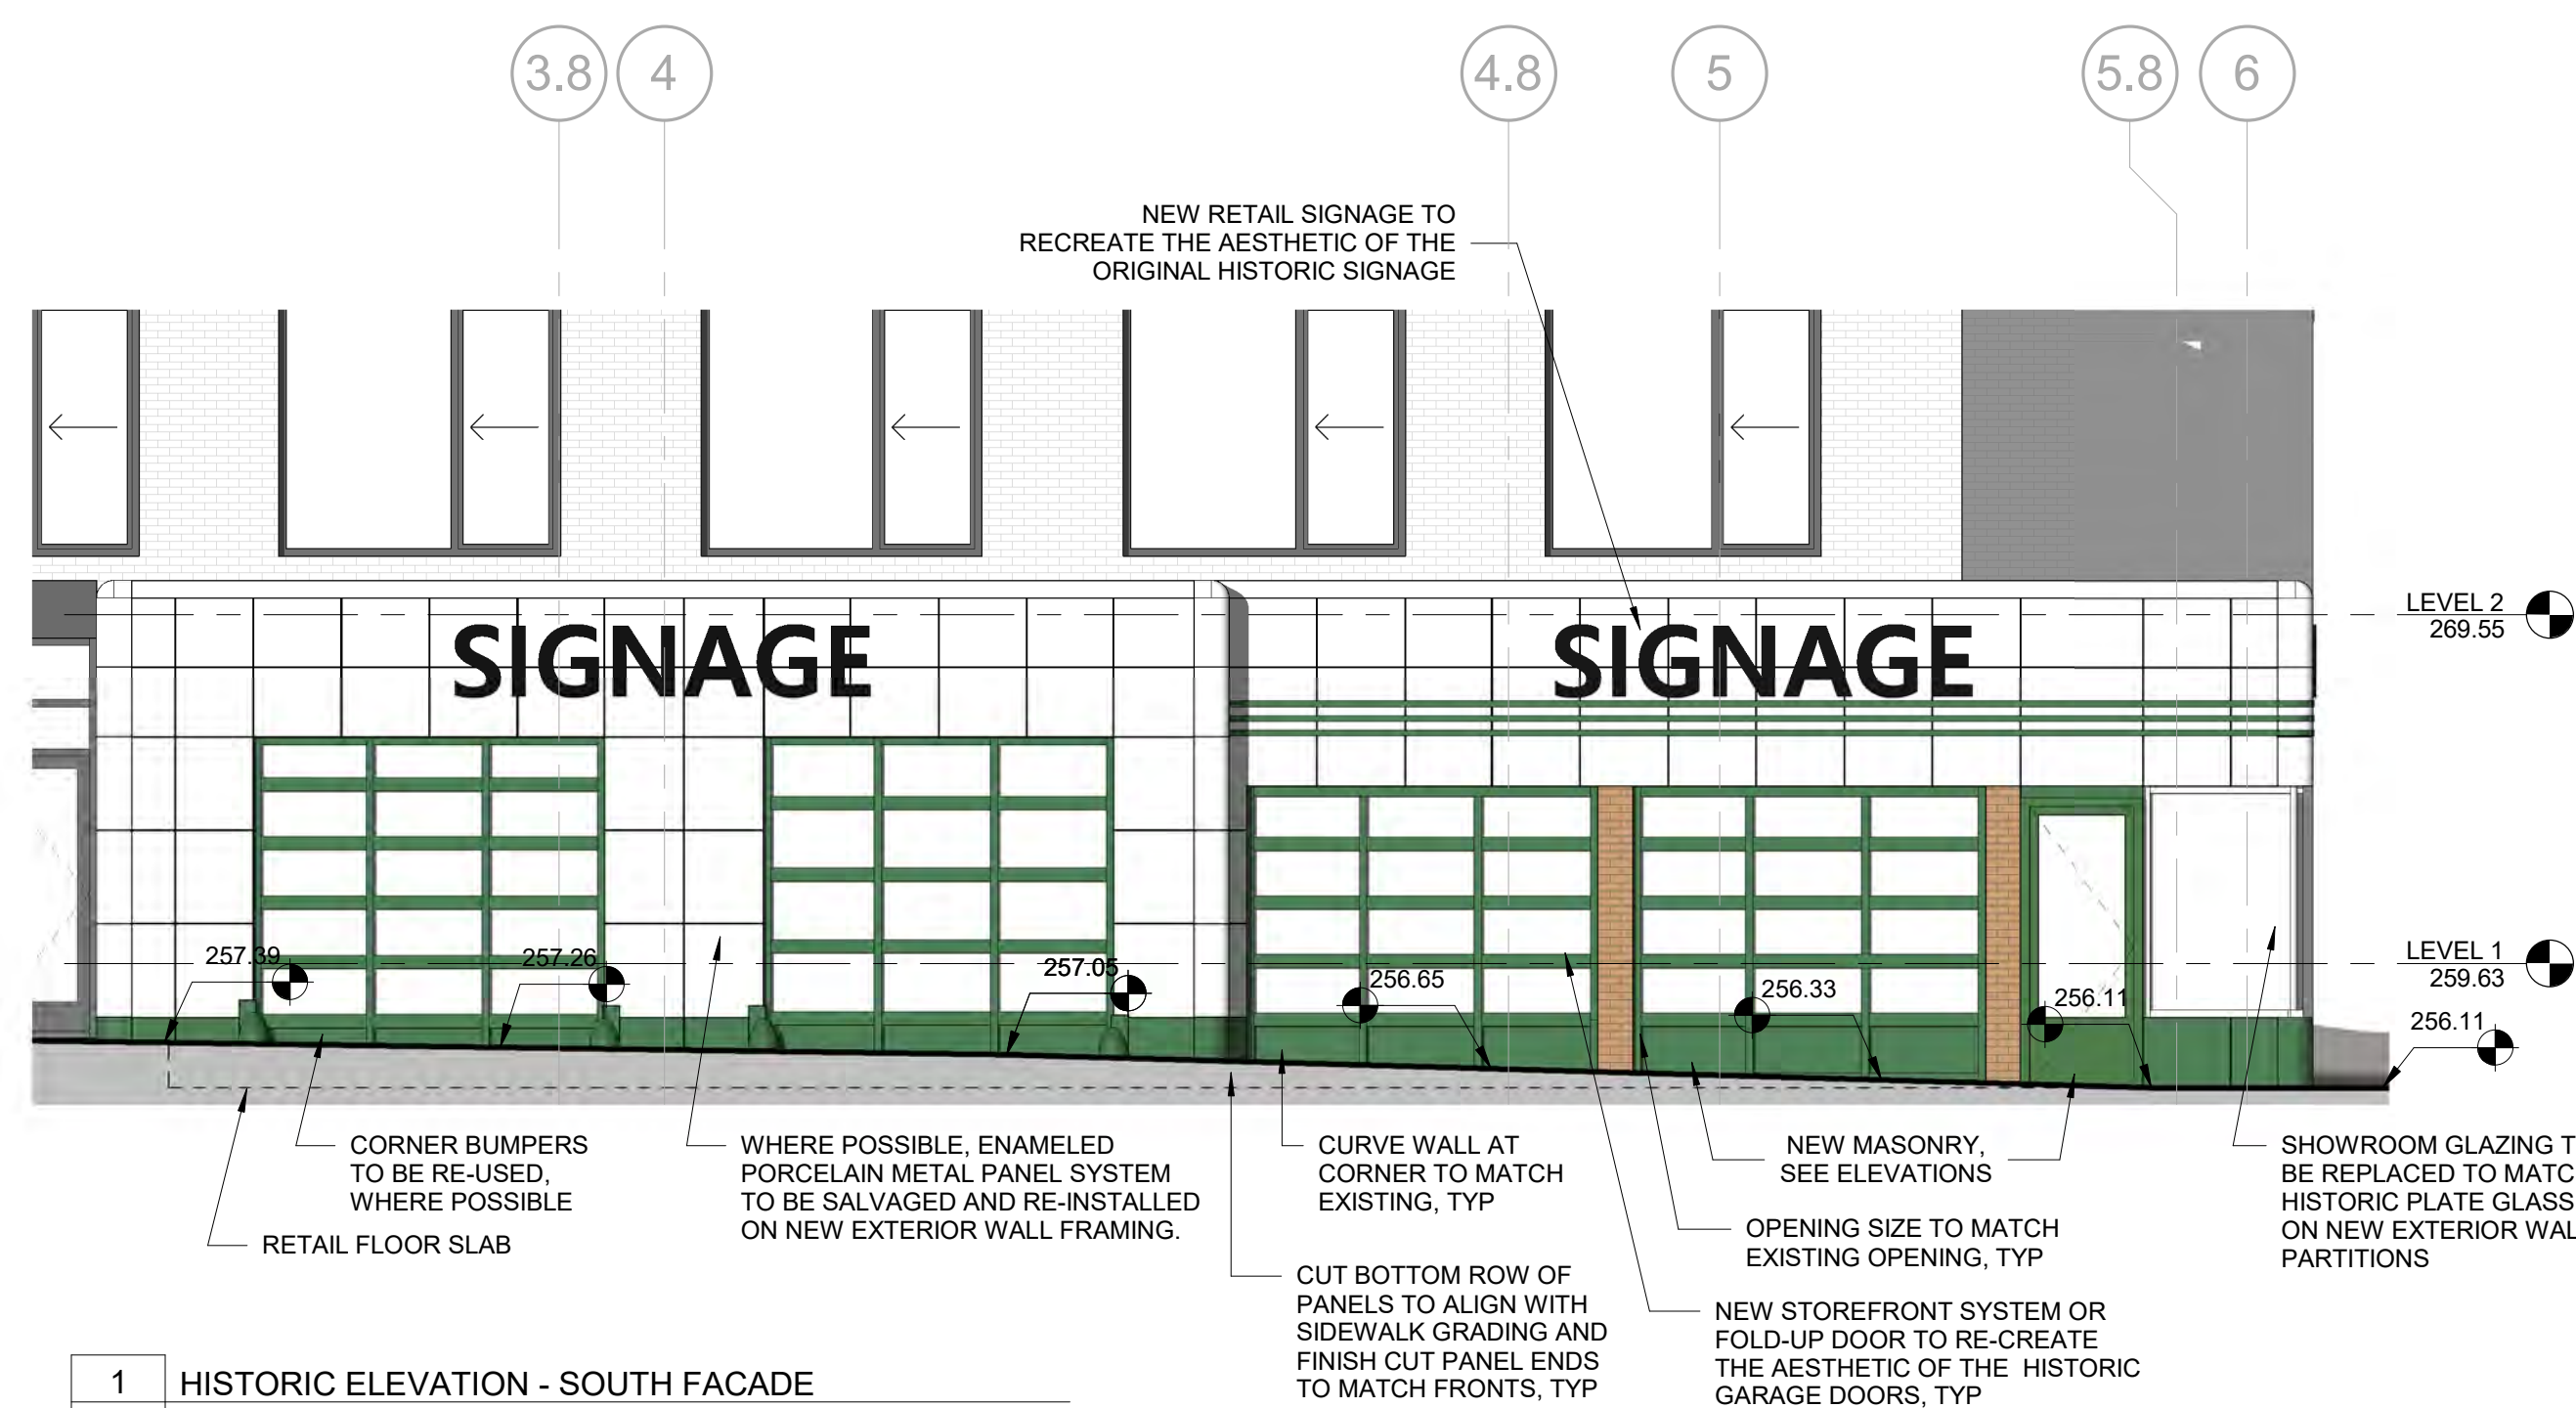 3.8
4
4.8
5
5.8
6
NEW RETAIL SIGNAGE TO
RECREATE THE AESTHETIC OF THE
ORIGINAL HISTORIC SIGNAGE
LEVEL 2
269.55
SIGNAGE
SIGNAGE
LEVEL 1
259.63
257.39
257.26
257.05
256.65
256.33
256.11
256.11
CORNER BUMPERS
TO BE RE-USED,
WHERE POSSIBLE
RETAIL FLOOR SLAB
WHERE POSSIBLE, ENAMELED
PORCELAIN METAL PANEL SYSTEM
TO BE SALVAGED AND RE-INSTALLED
ON NEW EXTERIOR WALL FRAMING.
CURVE WALL AT
CORNER TO MATCH
EXISTING, TYP
CUT BOTTOM ROW OF
PANELS TO ALIGN WITH
SIDEWALK GRADING AND
FINISH CUT PANEL ENDS
TO MATCH FRONTS, TYP
NEW MASONRY,
SEE ELEVATIONS
OPENING SIZE TO MATCH
EXISTING OPENING, TYP
NEW STOREFRONT SYSTEM OR
FOLD-UP DOOR TO RE-CREATE
THE AESTHETIC OF THE HISTORIC
GARAGE DOORS, TYP
SHOWROOM GLAZING T
BE REPLACED TO MATC
HISTORIC PLATE GLASS
ON NEW EXTERIOR WAL
PARTITIONS
1
HISTORIC ELEVATION - SOUTH FACADE